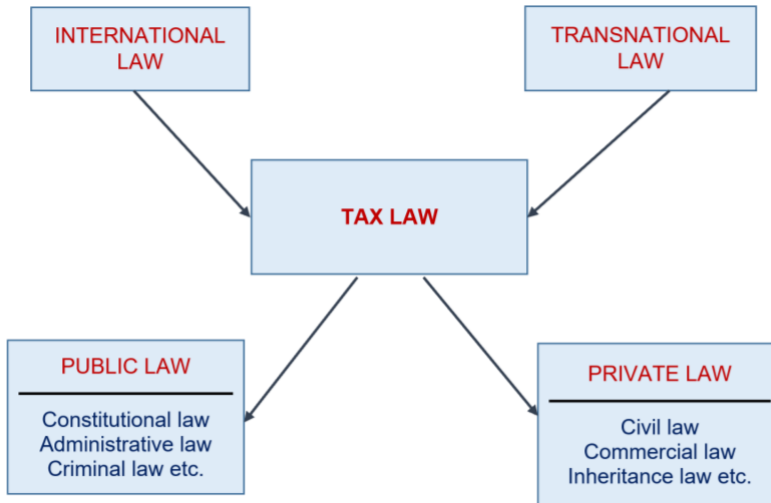 INTERNATIONAL
LAW
TRANSNATIONAL
LAW
TAX LAW
PUBLIC LAW
Constitutional law
Administrative law
Criminal law etc.
PRIVATE LAW
Civil law
Commercial law
Inheritance law etc.